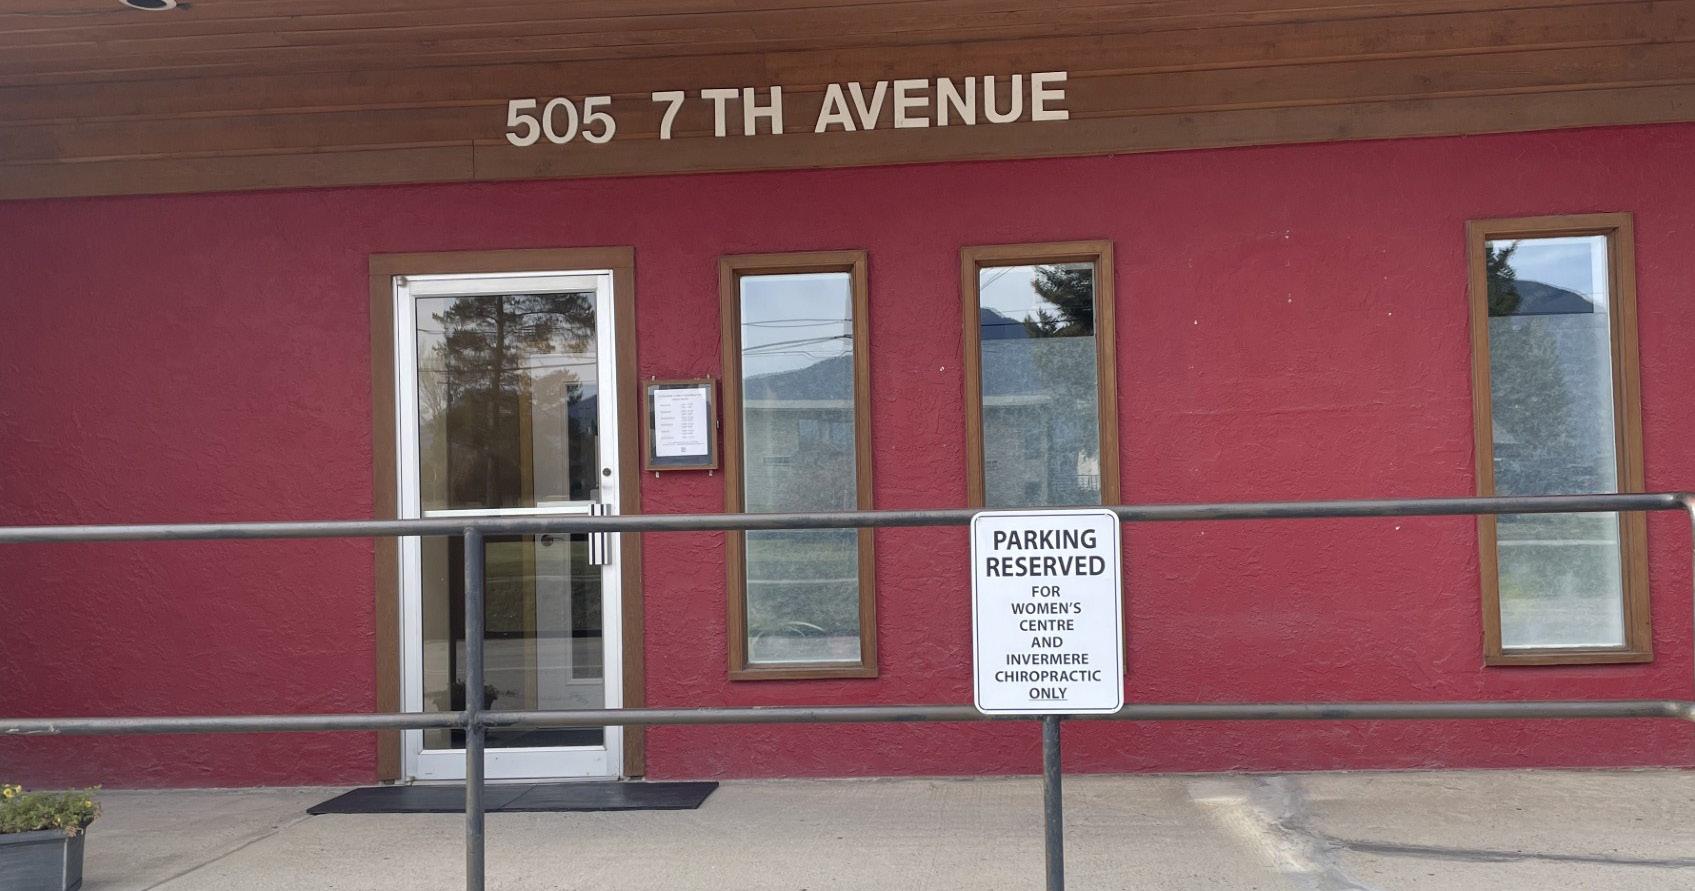 505 7TH AVENUE
PARKING
RESERVED
FOR
WOMEN'S
CENTRE
AND
INVERMERE
CHIROPRACTIC
ONLY